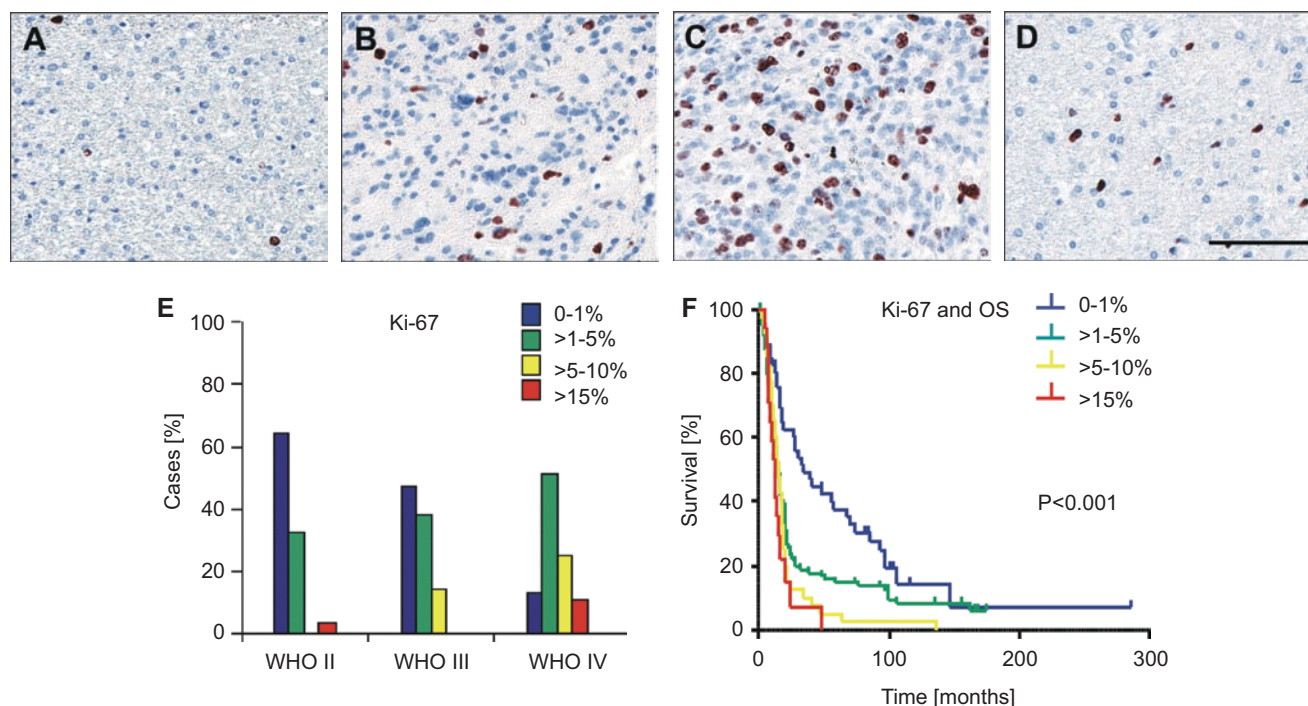 A
B
C
D
E
Ki-67
0-1%
>1-5%
>5-10%
>15%
100
80
60
40
20
0
Cases [%]
WHO II
WHO III
WHO IV
F
Ki-67 and OS
0-1%
>1-5%
>5-10%
>15%
100
80
60
40
20
0
Survival [%]
P<0.001
0
100
200
300
Time [months]